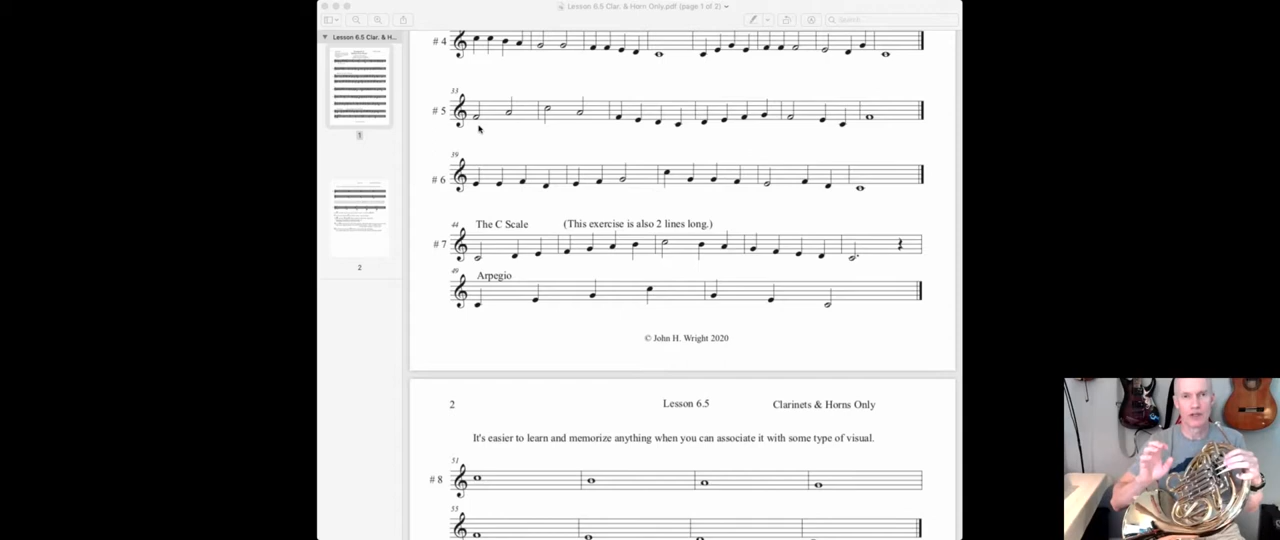 Lesson 6.5 Clar. & Horn Only.pdf (page 1 of 2)
Search
Lesson 6.5 Clar. & H...
1
2
# 4
33
# 5
39
# 6
44
The C Scale (This exercise is also 2 lines long.)
# 7
49
Arpegio
© John H. Wright 2020
2 Lesson 6.5 Clarinets & Horns Only
It's easier to learn and memorize anything when you can associate it with some type of visual.
51
# 8
55